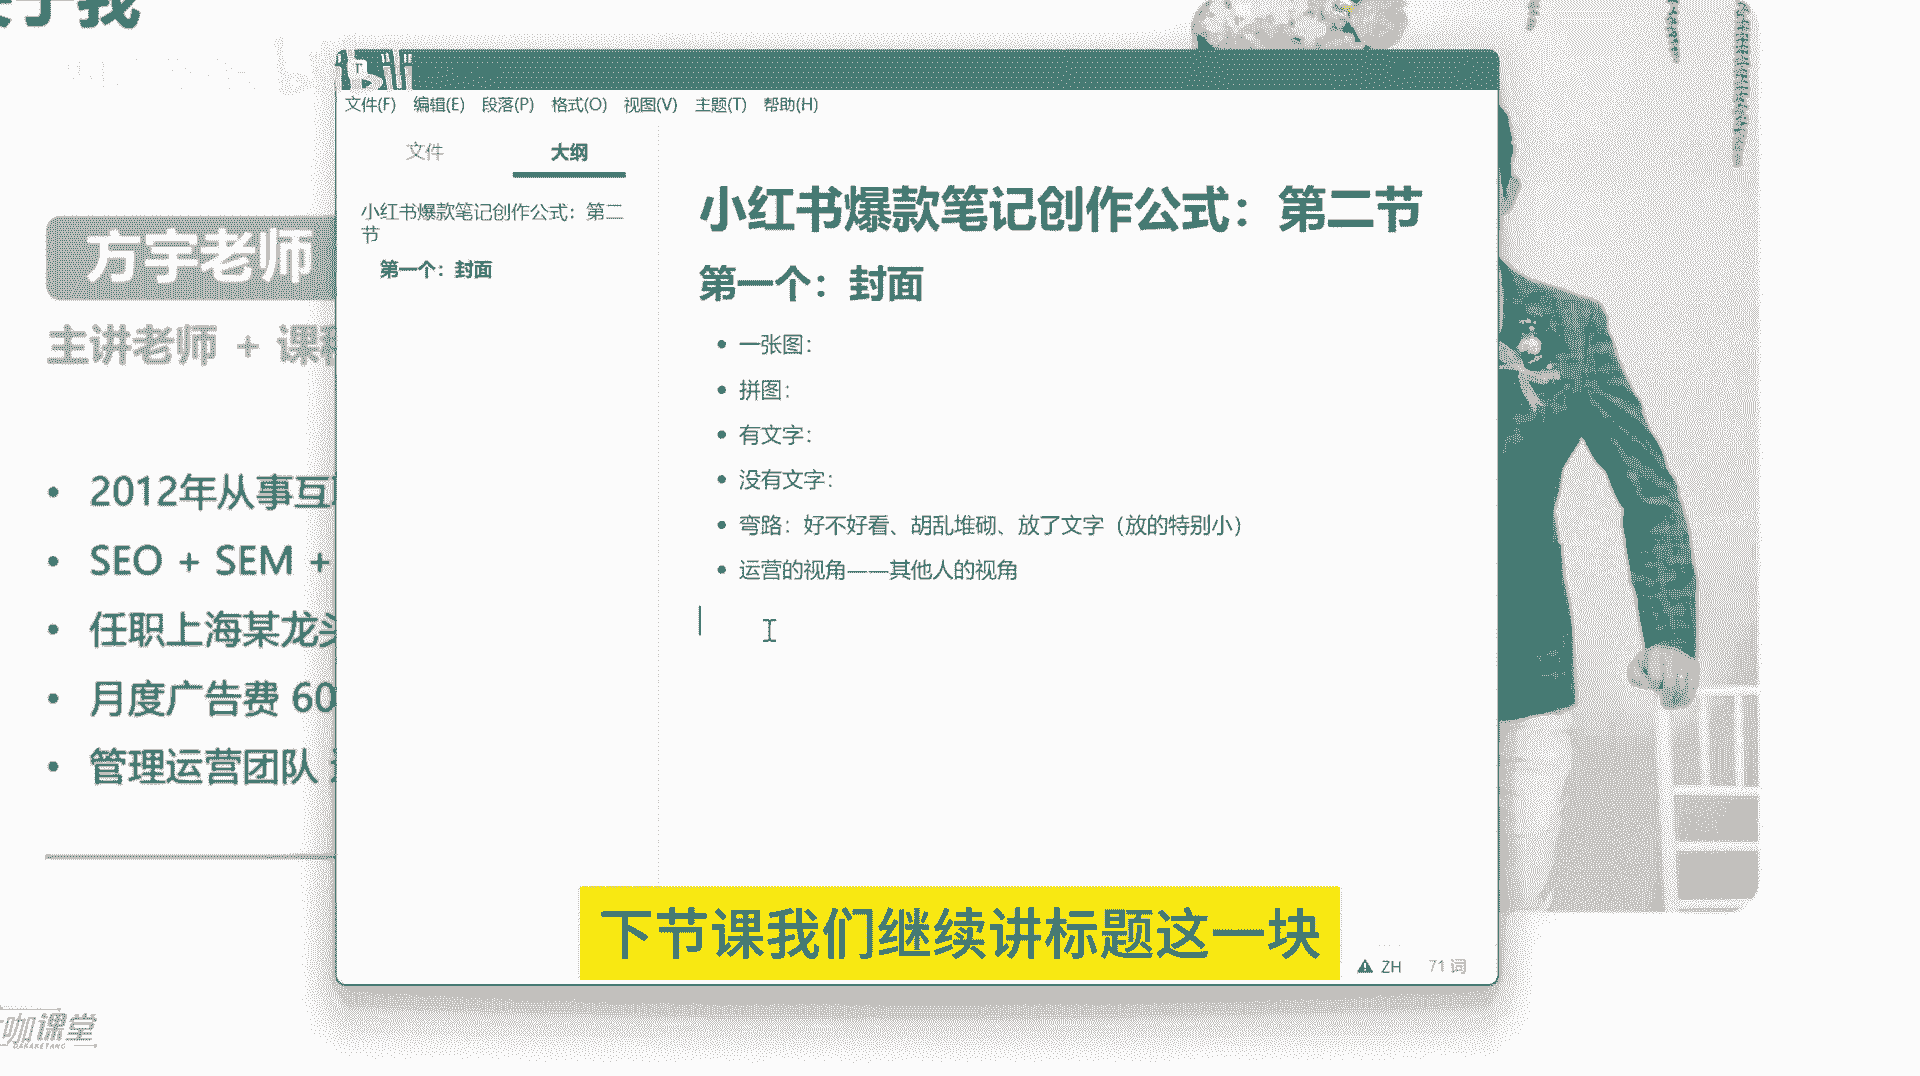 于我
bili
文件(F) 编辑(E) 段落(P) 格式(O) 视图(V) 主题(T) 帮助(H)
文件 大纲
小红书爆款笔记创作公式：第二
节
第一个：封面
小红书爆款笔记创作公式：第二节
第一个：封面
• 一张图：
• 拼图：
• 有文字：
• 没有文字：
• 弯路：好不好看、胡乱堆砌、放了文字（放的特别小）
• 运营的视角——其他人的视角
ZH 71 词
方宇老师
主讲老师 + 课
• 2012年从事互
• SEO + SEM +
• 任职上海某龙
• 月度广告费 60
• 管理运营团队
下节课我们继续讲标题这一块
咖课堂
DAKAKETANG